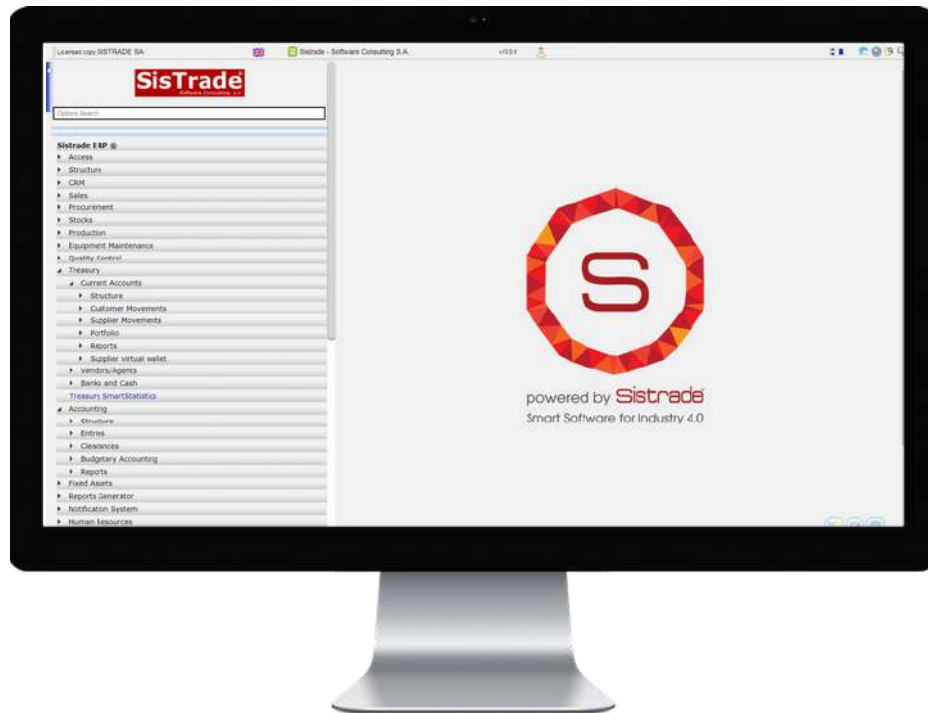 Licensed copy SISTRADE SA
Sistrade - Software Consulting S.A.
SisTrade
Software Consulting, S.A.
Options Search
Sistrade ERP
Access
Structure
CRM
Sales
Procurement
Stocks
Production
Equipment Maintenance
Quality Control
Treasury
Current Accounts
Structure
Customer Movements
Supplier Movements
Portfolio
Reports
Supplier virtual wallet
Vendors/Agents
Banks and Cash
Treasury SmartStatistics
Accounting
Structure
Entries
Clearances
Budgetary Accounting
Reports
Fixed Assets
Reports Generator
Notification System
Human Resources
S
powered by Sistrade
Smart Software for Industry 4.0